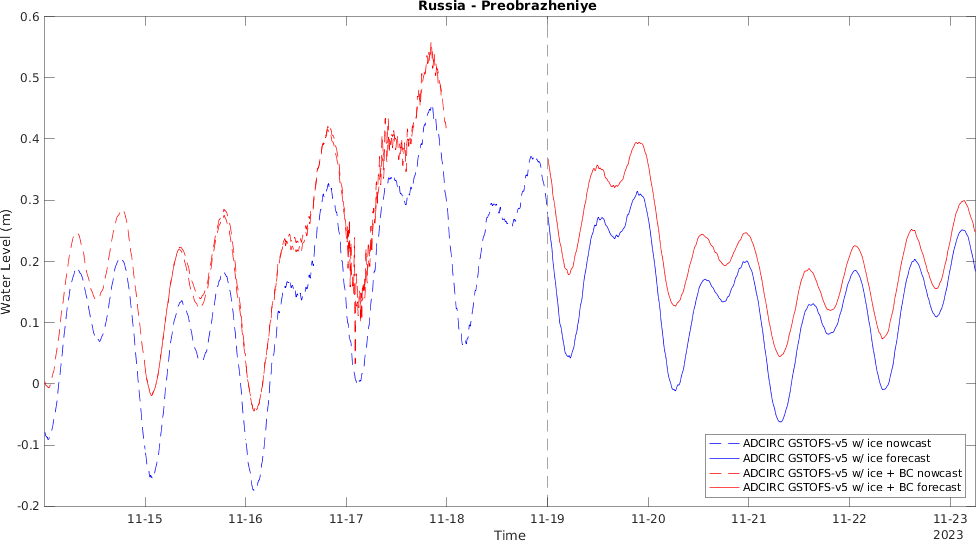 Russia - Preobrazheniye
0.6
0.5
0.4
0.3
0.2
0.1
0
-0.1
-0.2
Water Level (m)
11-15
11-16
11-17
11-18
11-19
11-20
11-21
11-22
11-23
2023
Time
ADCIRC GSTOFS-v5 w/ ice nowcast
ADCIRC GSTOFS-v5 w/ ice forecast
ADCIRC GSTOFS-v5 w/ ice + BC nowcast
ADCIRC GSTOFS-v5 w/ ice + BC forecast